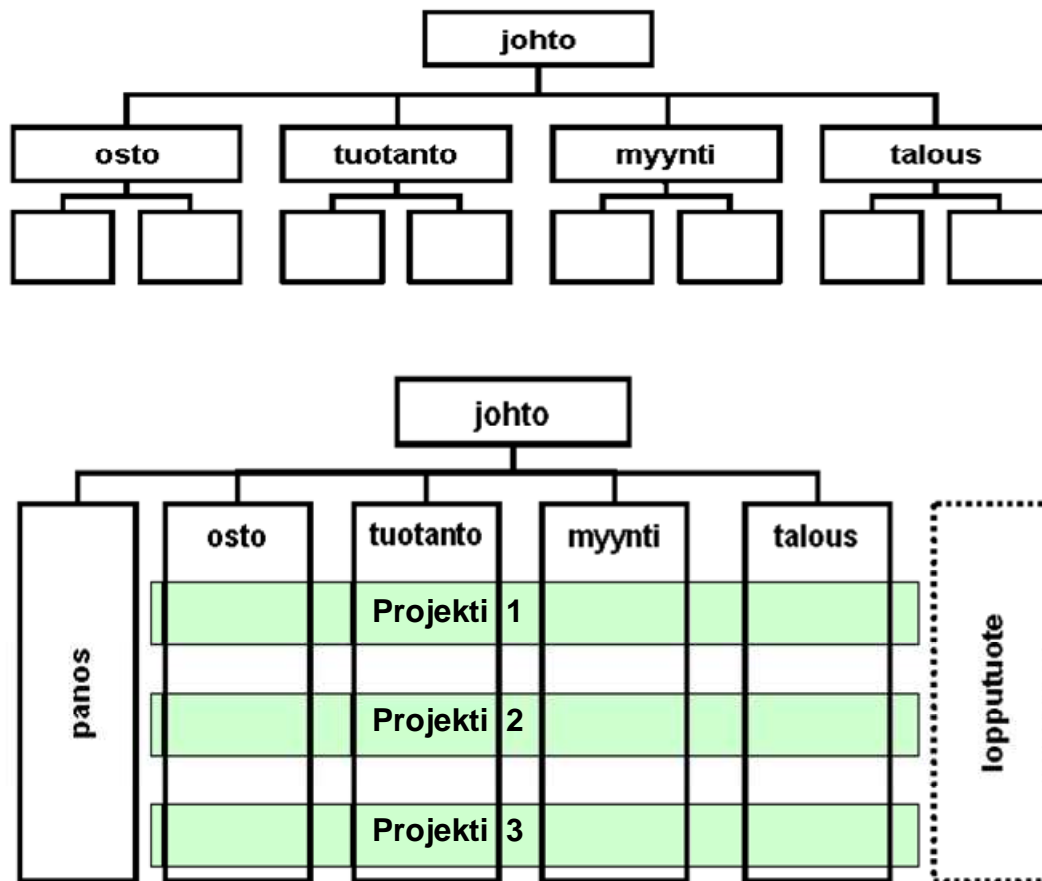 johto
osto tuotanto myynti talous
johto
osto tuotanto myynti talous
panos
Projekti 1
Projekti 2
Projekti 3
lopputuote